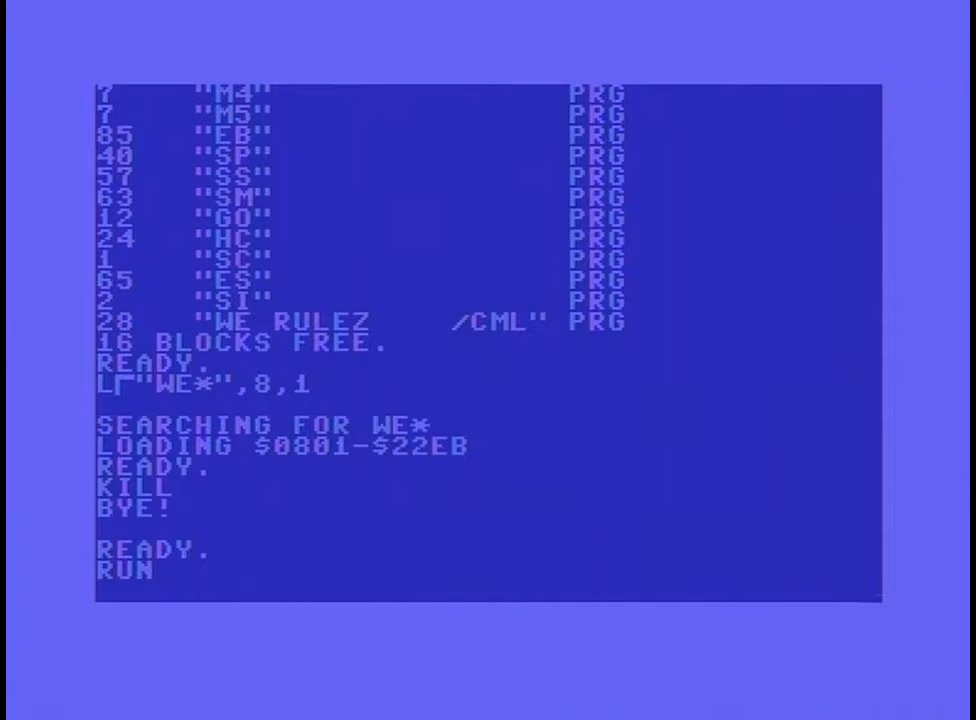 7 "M4" PRG
7 "M5" PRG
85 "EB" PRG
40 "SP" PRG
57 "SS" PRG
63 "SM" PRG
12 "GO" PRG
24 "HC" PRG
1 "SC" PRG
65 "ES" PRG
2 "SI" PRG
28 "WE RULEZ /CML" PRG
16 BLOCKS FREE.
READY.
L┌"WE*",8,1
SEARCHING FOR WE*
LOADING $0801-$22EB
READY.
KILL
BYE!
READY.
RUN